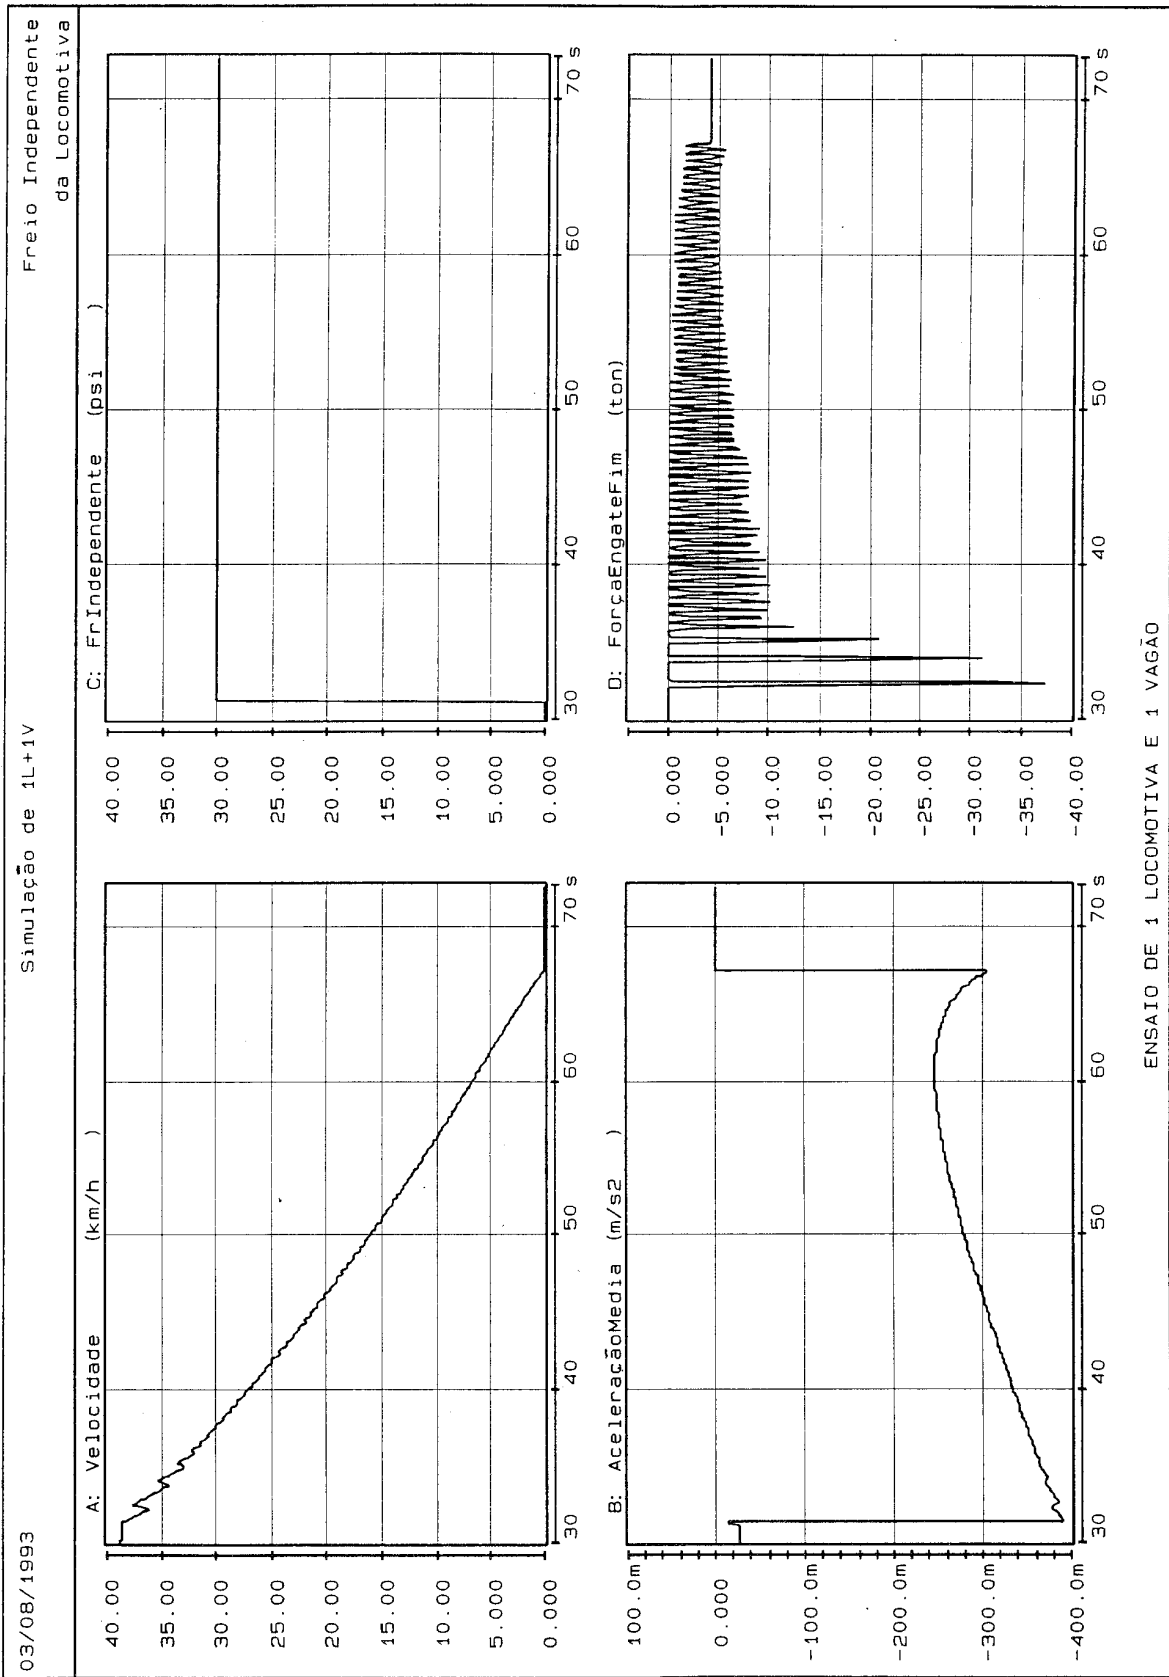 03/08/1993
Simulação de 1L+1V
Freio Independente
da Locomotiva
A: Velocidade (km/h )
40.00
35.00
30.00
25.00
20.00
15.00
10.00
5.000
0.000
30
40
50
60
70 s
C: FrIndependente (psi )
40.00
35.00
30.00
25.00
20.00
15.00
10.00
5.000
0.000
30
40
50
60
70 s
B: AceleraçãoMedia (m/s2 )
100.0m
0.000
-100.0m
-200.0m
-300.0m
-400.0m
30
40
50
60
70 s
D: ForçaEngateFim (ton)
0.000
-5.000
-10.00
-15.00
-20.00
-25.00
-30.00
-35.00
-40.00
30
40
50
60
70 s
ENSAIO DE 1 LOCOMOTIVA E 1 VAGÃO